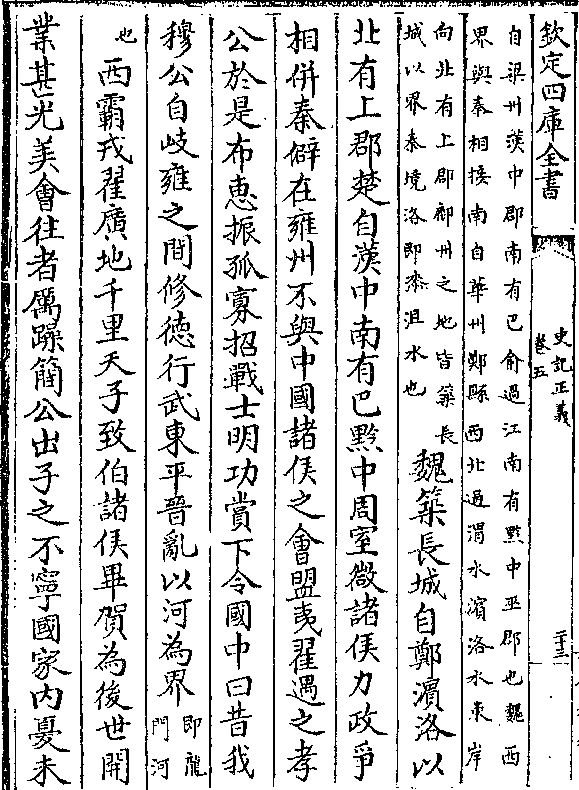 欽定四庫全書
史記正義
卷五
二十三
自梁州漢中郡南有巴俞過江南有黔中巫郡也魏西
界與秦相接南自華州鄭縣西北過渭水濱洛水東岸
向北有上郡鄜州之地皆築長
城以界秦境洛即漆沮水也
魏築長城自鄭濱洛以
北有上郡楚自漢中南有巴黔中周室微諸侯力政爭
相併秦僻在雍州不與中國諸侯之會盟夷翟遇之孝
公於是布惠振孤寡招戰士明功賞下令國中曰昔我
穆公自岐雍之間修德行武東平晉亂以河為界
即龍
門河
也
西霸戎翟廣地千里天子致伯諸侯畢賀為後世開
業甚光美會往者厲躁簡公出子之不寧國家內憂未